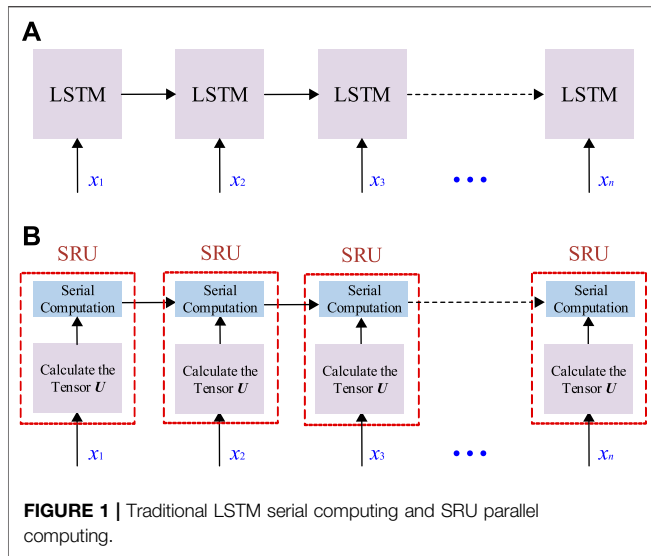 A
LSTM LSTM LSTM LSTM
x1 x2 x3 ••• xn
B
SRU SRU SRU SRU
Serial Computation Serial Computation Serial Computation Serial Computation
Calculate the Tensor U Calculate the Tensor U Calculate the Tensor U Calculate the Tensor U
x1 x2 x3 ••• xn
FIGURE 1 | Traditional LSTM serial computing and SRU parallel
computing.